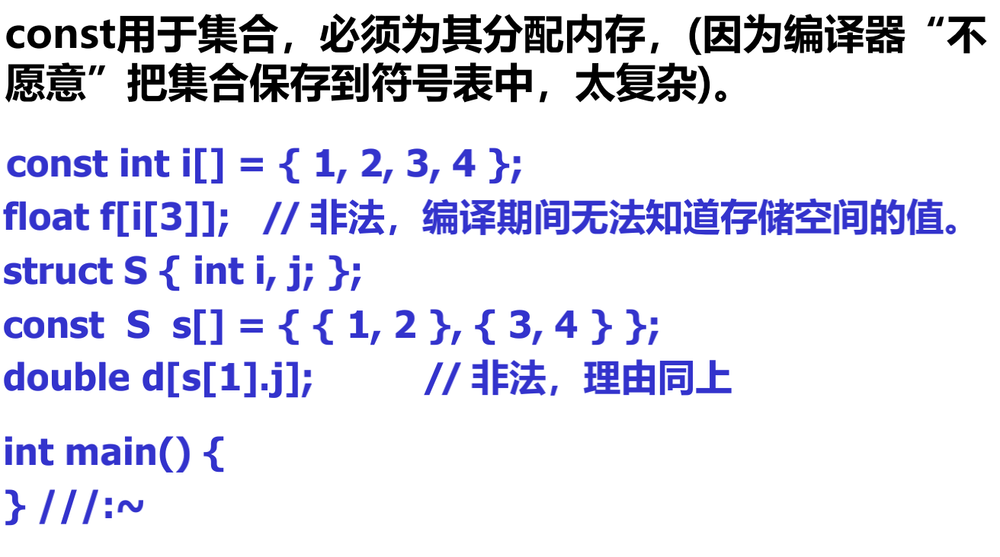 const用于集合，必须为其分配内存，(因为编译器“不
愿意”把集合保存到符号表中，太复杂)。
const int i[] = { 1, 2, 3, 4 };
float f[i[3]]; // 非法，编译期间无法知道存储空间的值。
struct S { int i, j; };
const S s[] = { { 1, 2 }, { 3, 4 } };
double d[s[1].j]; // 非法，理由同上
int main() {
} ///:~